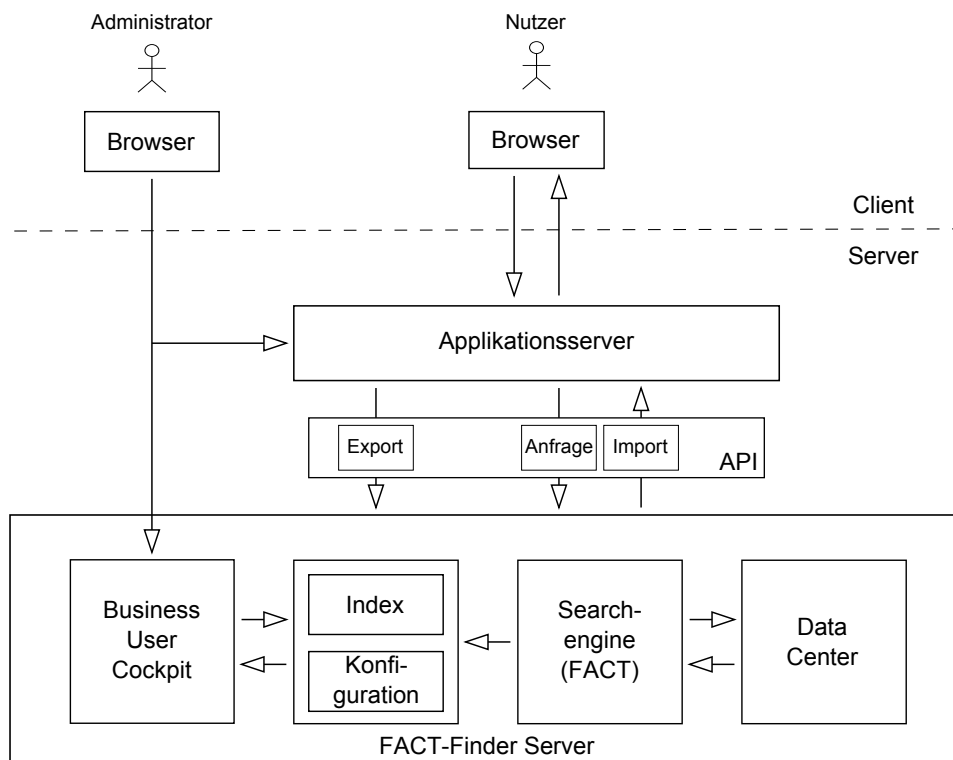 Administrator
Nutzer
Browser
Browser
Client
Server
Applikationsserver
Export
Anfrage
Import
API
Business
User
Cockpit
Index
Konfi-
guration
Search-
engine
(FACT)
Data
Center
FACT-Finder Server